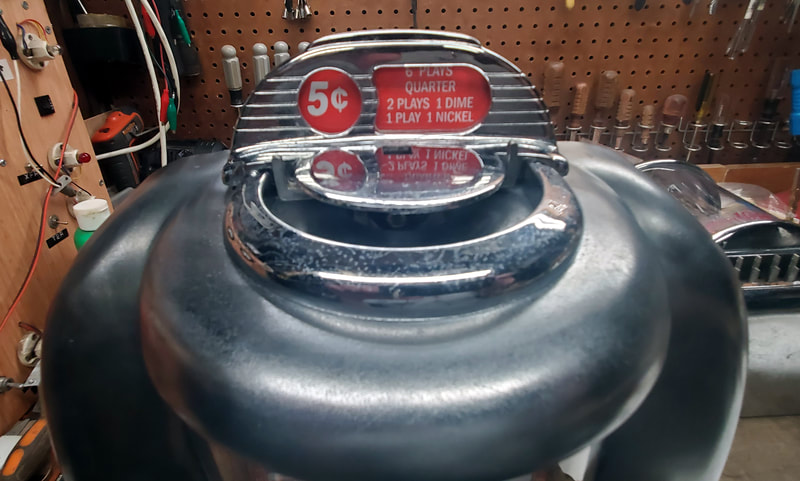 5¢
6 PLAYS
QUARTER
2 PLAYS 1 DIME
1 PLAY 1 NICKEL